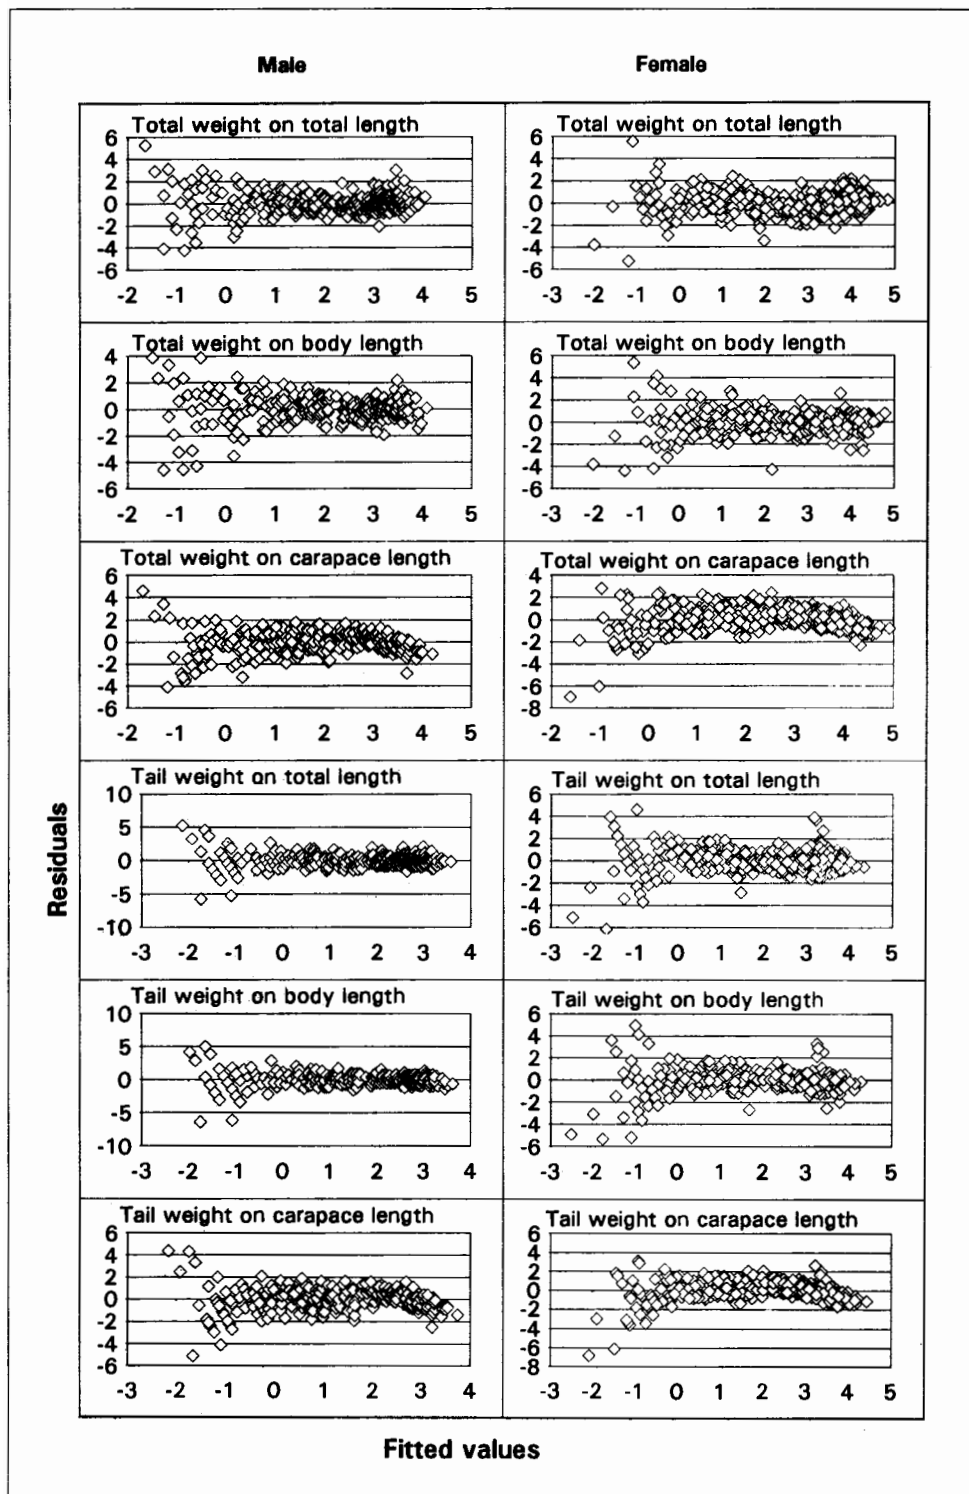 Male Female
Total weight on total length
6
4
2
0
-2
-4
-6
-2 -1 0 1 2 3 4 5
Total weight on total length
6
4
2
0
-2
-4
-6
-3 -2 -1 0 1 2 3 4 5
Total weight on body length
4
2
0
-2
-4
-6
-2 -1 0 1 2 3 4 5
Total weight on body length
6
4
2
0
-2
-4
-6
-3 -2 -1 0 1 2 3 4 5
Total weight on carapace length
6
4
2
0
-2
-4
-6
-2 -1 0 1 2 3 4 5
Total weight on carapace length
4
2
0
-2
-4
-6
-8
-2 -1 0 1 2 3 4 5
Residuals
Tail weight on total length
10
5
0
-5
-10
-3 -2 -1 0 1 2 3 4
Tail weight on total length
6
4
2
0
-2
-4
-6
-3 -2 -1 0 1 2 3 4 5
Tail weight on body length
10
5
0
-5
-10
-3 -2 -1 0 1 2 3 4
Tail weight on body length
6
4
2
0
-2
-4
-6
-3 -2 -1 0 1 2 3 4 5
Tail weight on carapace length
6
4
2
0
-2
-4
-6
-3 -2 -1 0 1 2 3 4
Tail weight on carapace length
6
4
2
0
-2
-4
-6
-8
-3 -2 -1 0 1 2 3 4 5
Fitted values